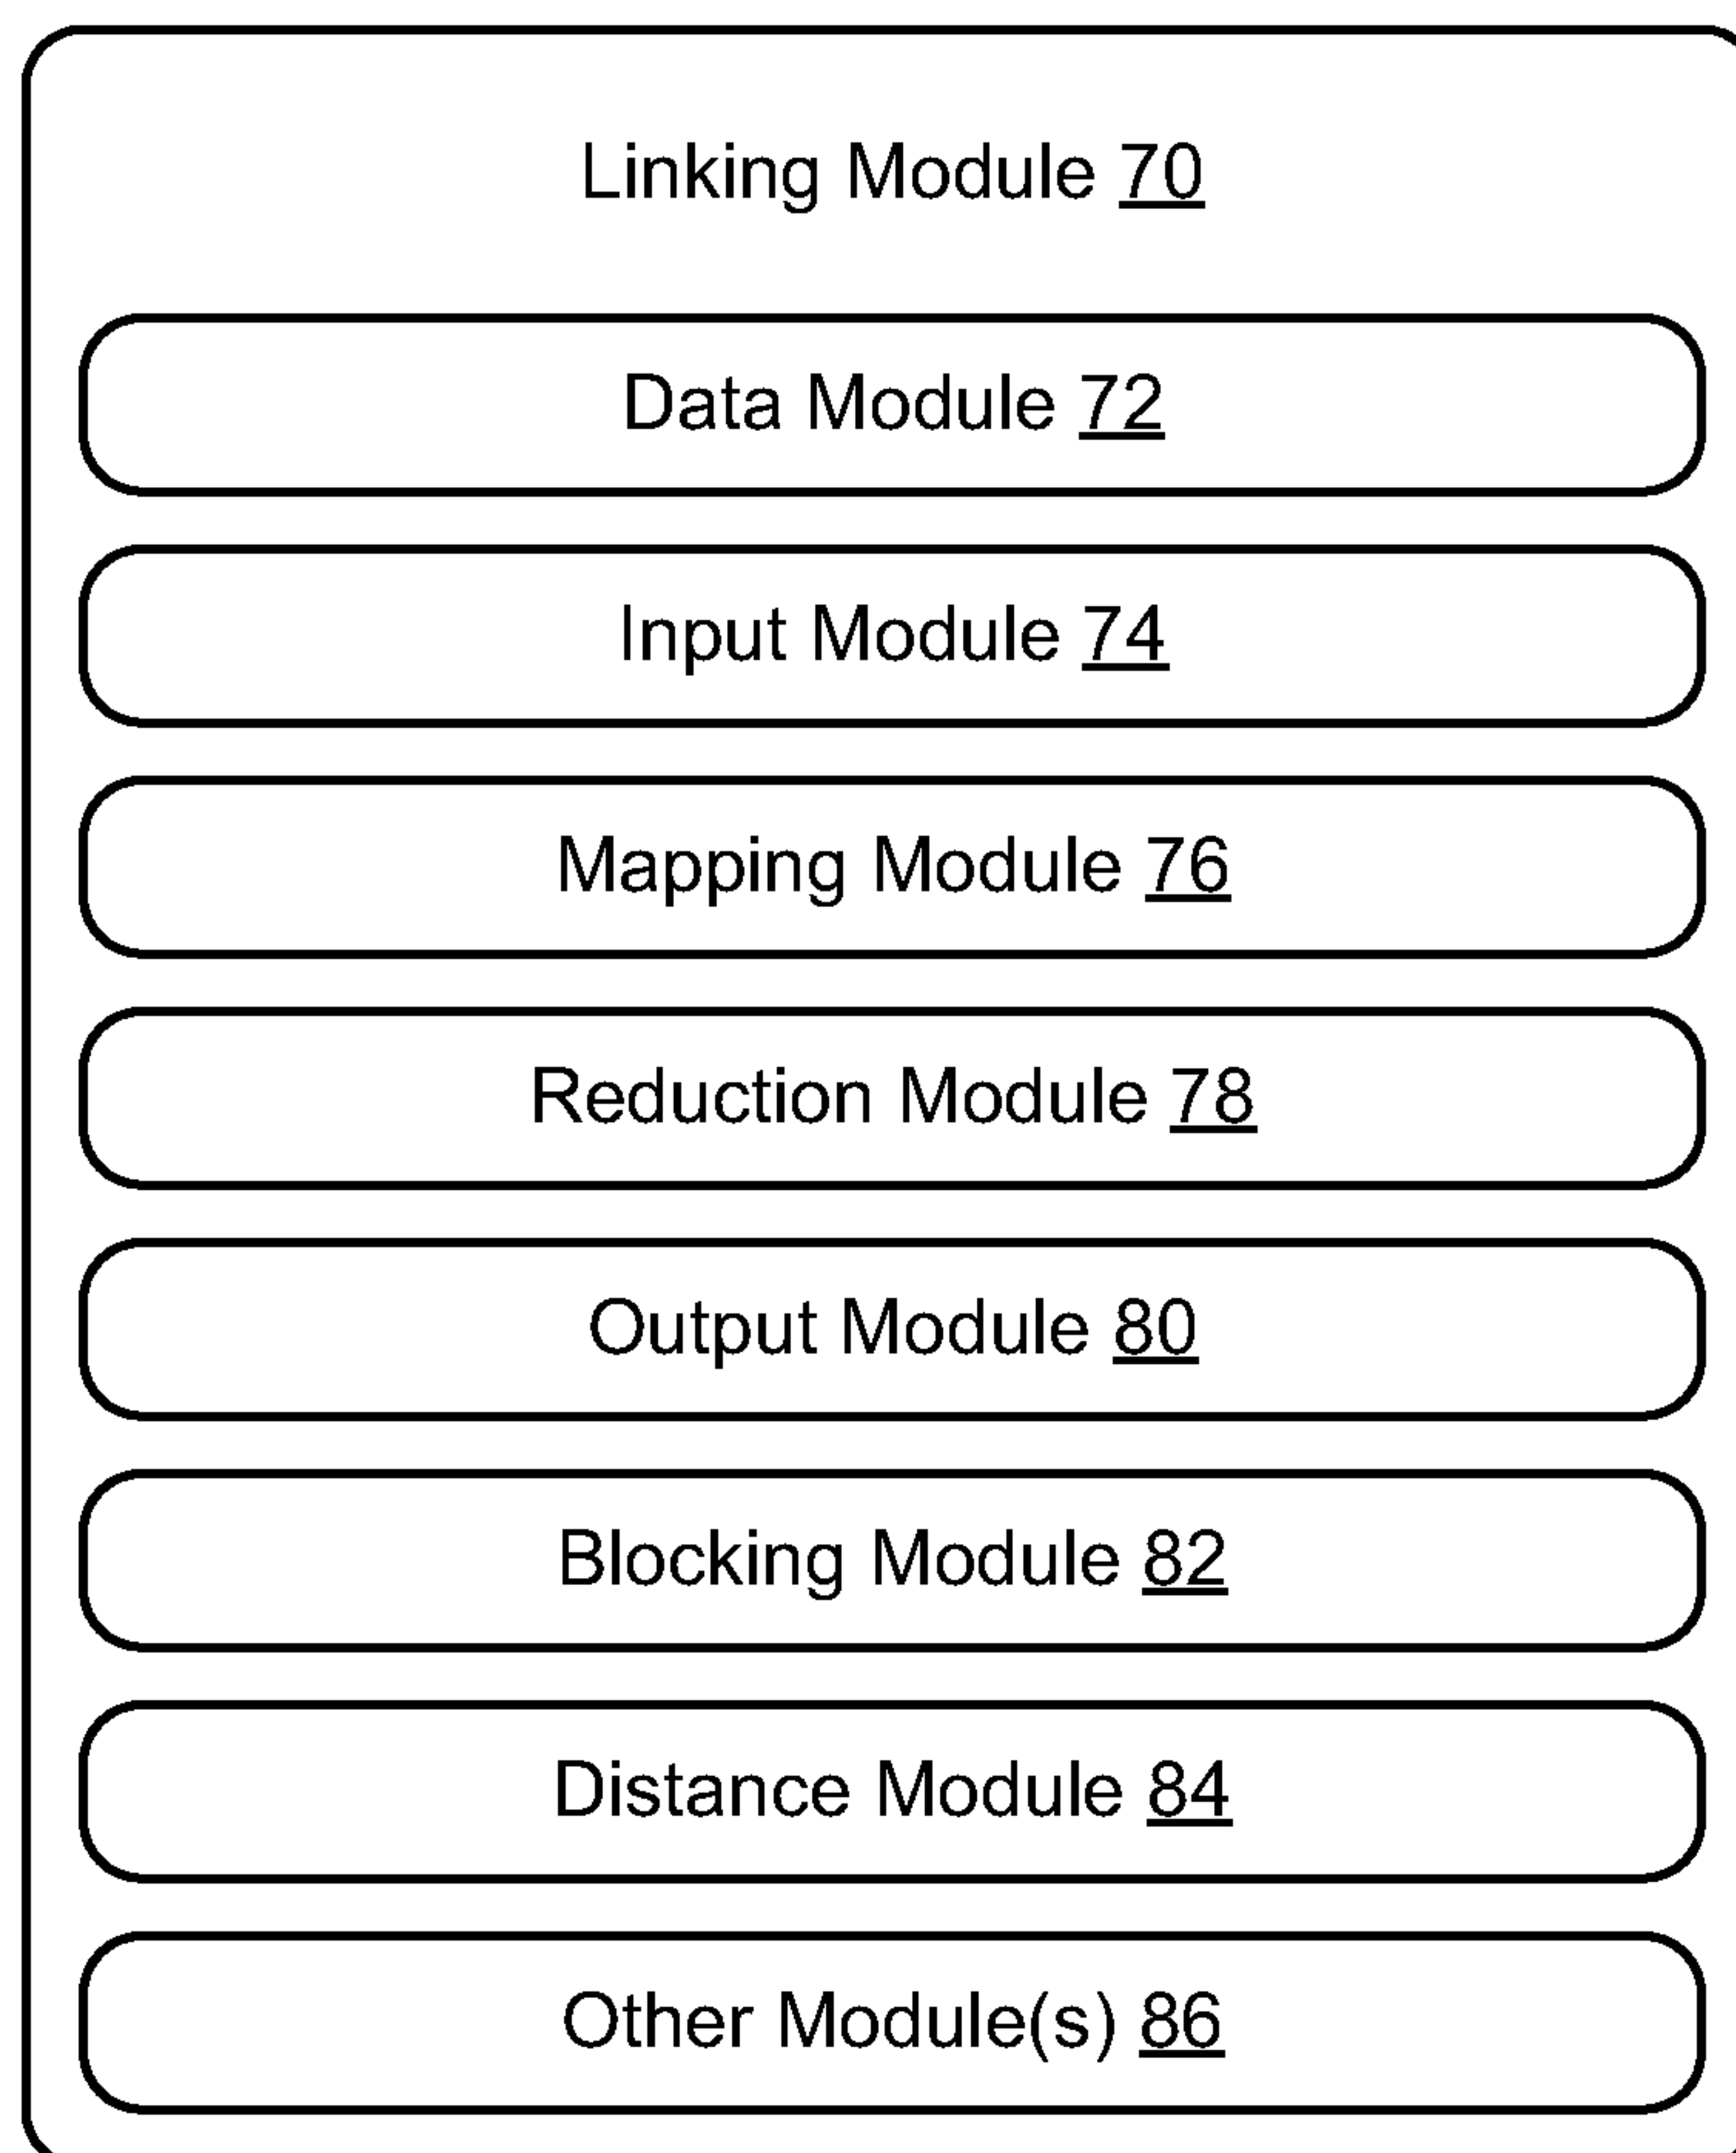 Linking Module 70
Data Module 72
Input Module 74
Mapping Module 76
Reduction Module 78
Output Module 80
Blocking Module 82
Distance Module 84
Other Module(s) 86